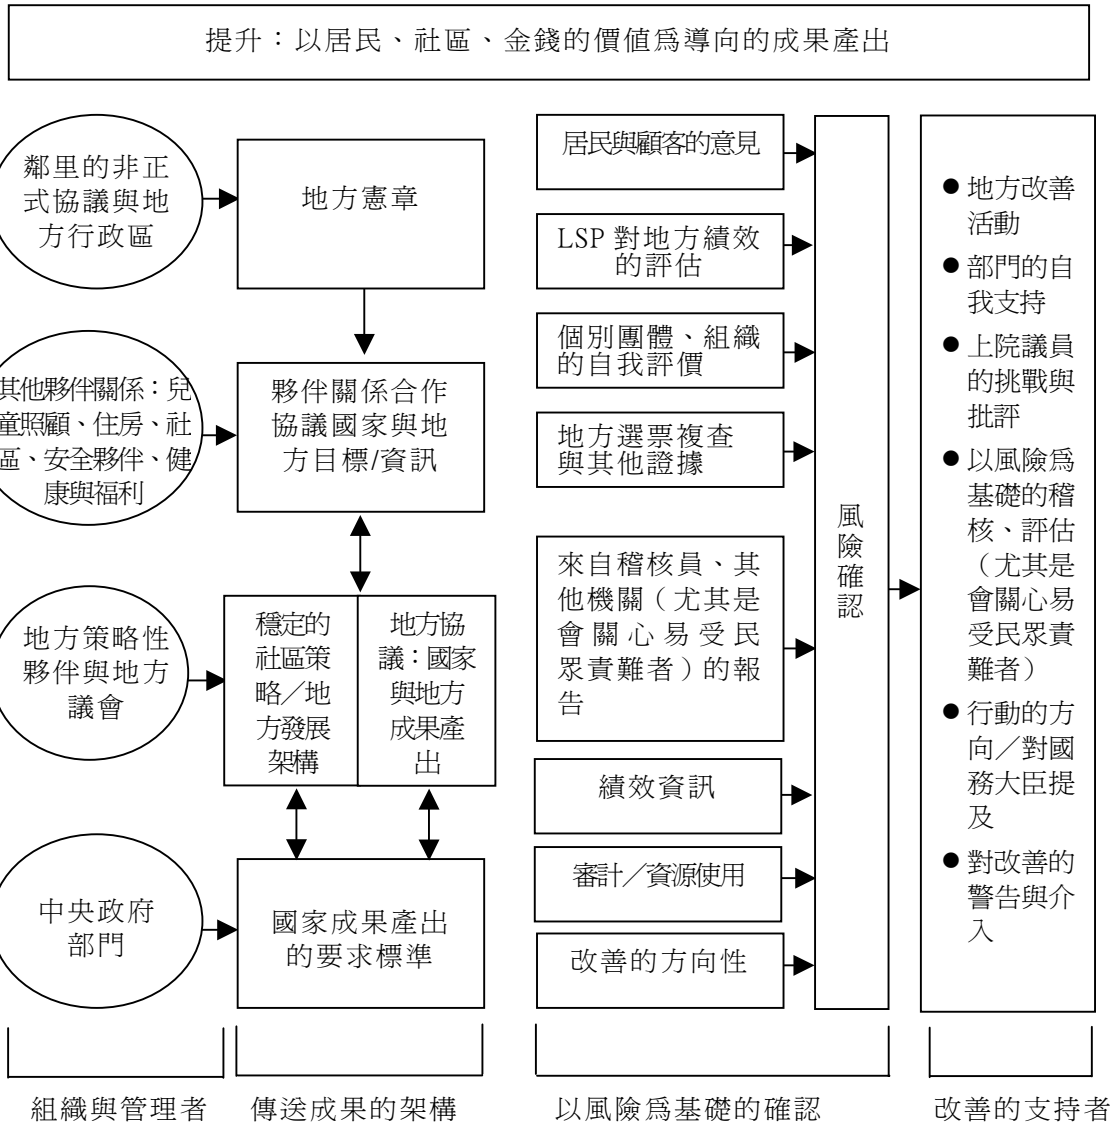 提升：以居民、社區、金錢的價值爲導向的成果產出
鄰里的非正
式協議與地
方行政區
地方憲章
其他夥伴關係：兒
童照顧、住房、社
區、安全夥伴、健
康與福利
夥伴關係合作
協議國家與地
方目標/資訊
地方策略性
夥伴與地方
議會
穩定的
社區策
略／地
方發展
架構
地方協
議：國家
與地方
成果產
出
中央政府
部門
國家成果產出
的要求標準
居民與顧客的意見
LSP 對地方績效
的評估
個別團體、組織
的自我評價
地方選票複查
與其他證據
來自稽核員、其
他機關（尤其是
會關心易受民
眾責難者）的報
告
績效資訊
審計／資源使用
改善的方向性
風
險
確
認
● 地方改善
活動
● 部門的自
我支持
● 上院議員
的挑戰與
批評
● 以風險爲
基礎的稽
核、評估
（尤其是
會關心易
受民眾責
難者）
● 行動的方
向／對國
務大臣提
及
● 對改善的
警告與介
入
組織與管理者
傳送成果的架構
以風險爲基礎的確認
改善的支持者